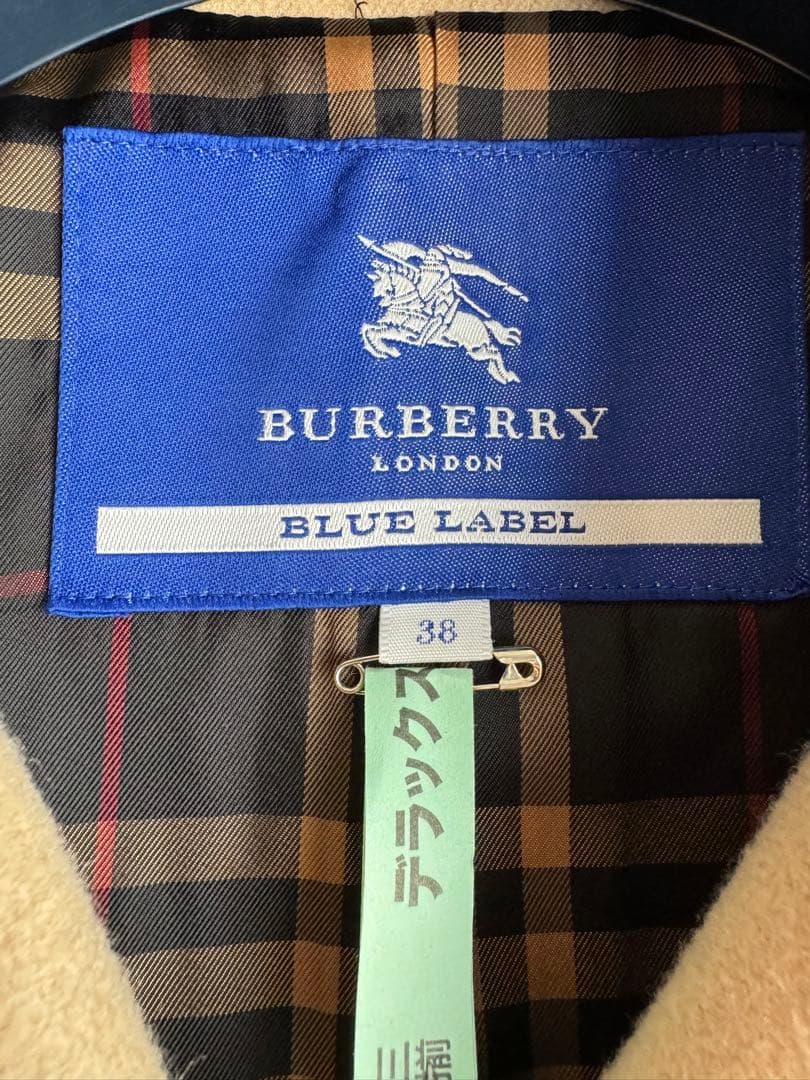 BURBERRY
LONDON
BLUE LABEL
38
デラックス